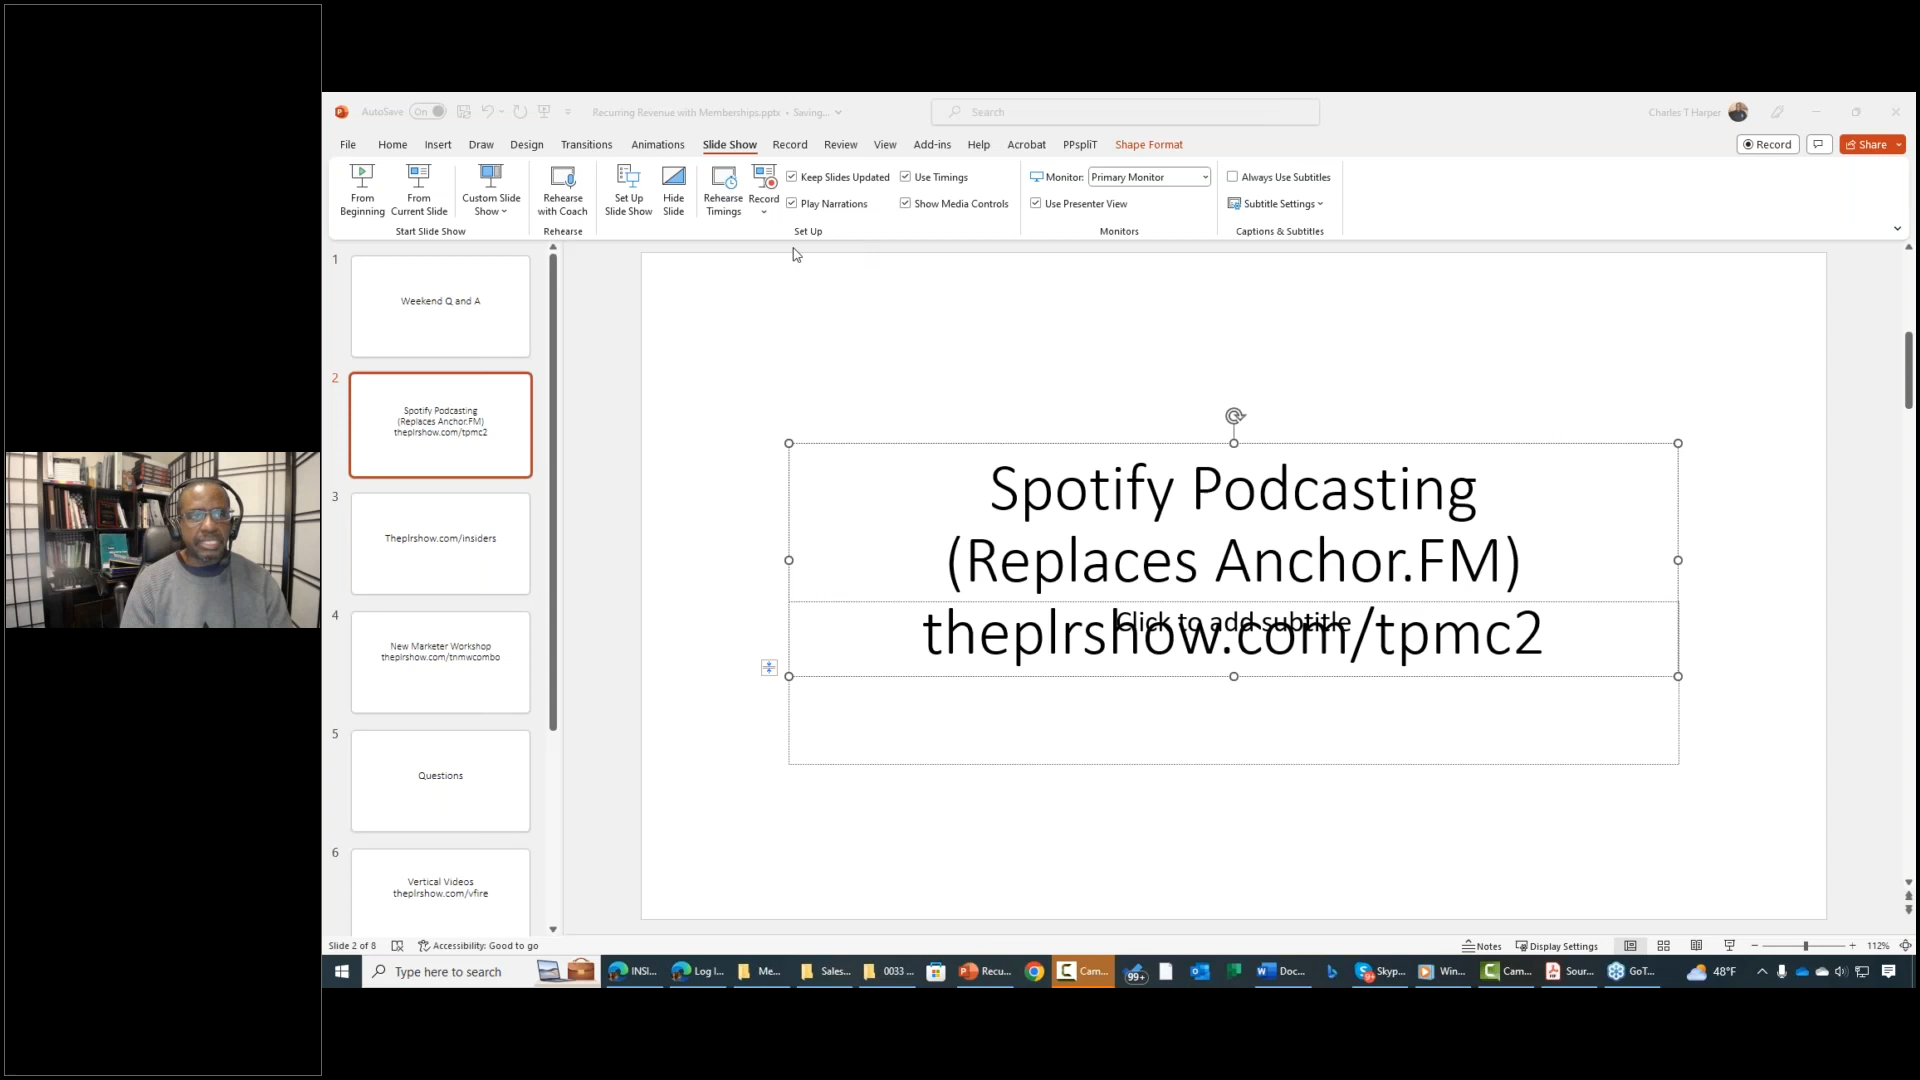 AutoSave On
Recurring Revenue with Memberships.pptx • Saving...
Search
Charles T Harper
File Home Insert Draw Design Transitions Animations Slide Show Record Review View Add-ins Help Acrobat PPspliT Shape Format
Record
Share
From Beginning
From Current Slide
Custom Slide Show
Rehearse with Coach
Set Up Slide Show
Hide Slide
Rehearse Timings
Record
Keep Slides Updated
Use Timings
Play Narrations
Show Media Controls
Monitor: Primary Monitor
Use Presenter View
Always Use Subtitles
Subtitle Settings
Start Slide Show
Rehearse
Set Up
Monitors
Captions & Subtitles
1
Weekend Q and A
2
Spotify Podcasting
(Replaces Anchor.FM)
theplrshow.com/tpmc2
3
Theplrshow.com/insiders
4
New Marketer Workshop
theplrshow.com/tnmwcombo
5
Questions
6
Vertical Videos
theplrshow.com/vfire
Spotify Podcasting
(Replaces Anchor.FM)
theplrshow.com/tpmc2
Click to add subtitle
Slide 2 of 8
Accessibility: Good to go
Notes
Display Settings
112%
Type here to search
INSI...
Log I...
Me...
Sales...
0033 ...
Recu...
Cam...
99+
Doc...
Skyp...
Win...
Cam...
Sour...
GoT...
48°F